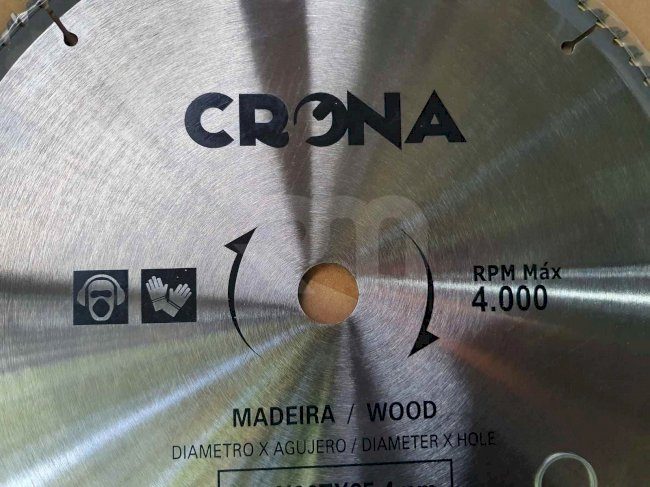 CRONA
RPM Máx
4.000
MADEIRA / WOOD
DIAMETRO X AGUJERO / DIAMETER X HOLE